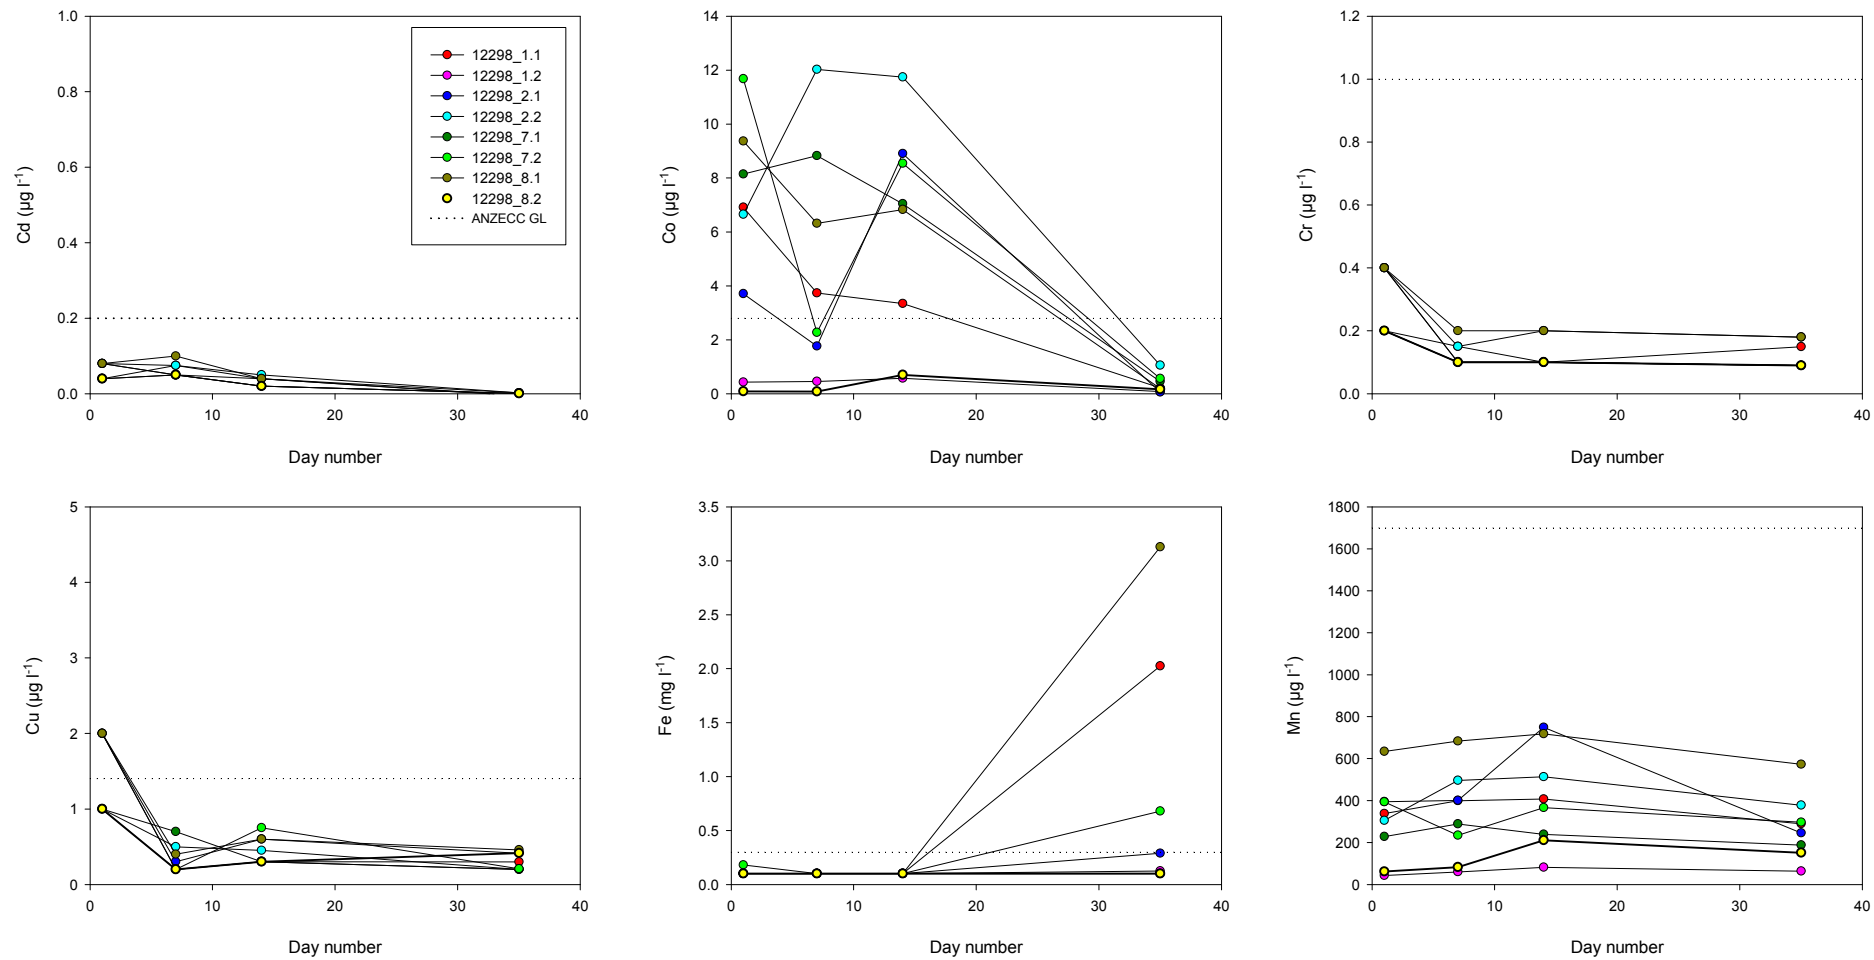 1.0
0.8
0.6
0.4
0.2
0.0
Cd (µg l-1)
0 10 20 30 40
Day number
12298_1.1
12298_1.2
12298_2.1
12298_2.2
12298_7.1
12298_7.2
12298_8.1
12298_8.2
ANZECC GL
14
12
10
8
6
4
2
0
Co (µg l-1)
0 10 20 30 40
Day number
1.2
1.0
0.8
0.6
0.4
0.2
0.0
Cr (µg l-1)
0 10 20 30 40
Day number
5
4
3
2
1
0
Cu (µg l-1)
0 10 20 30 40
Day number
3.5
3.0
2.5
2.0
1.5
1.0
0.5
0.0
Fe (mg l-1)
0 10 20 30 40
Day number
1800
1600
1400
1200
1000
800
600
400
200
0
Mn (µg l-1)
0 10 20 30 40
Day number